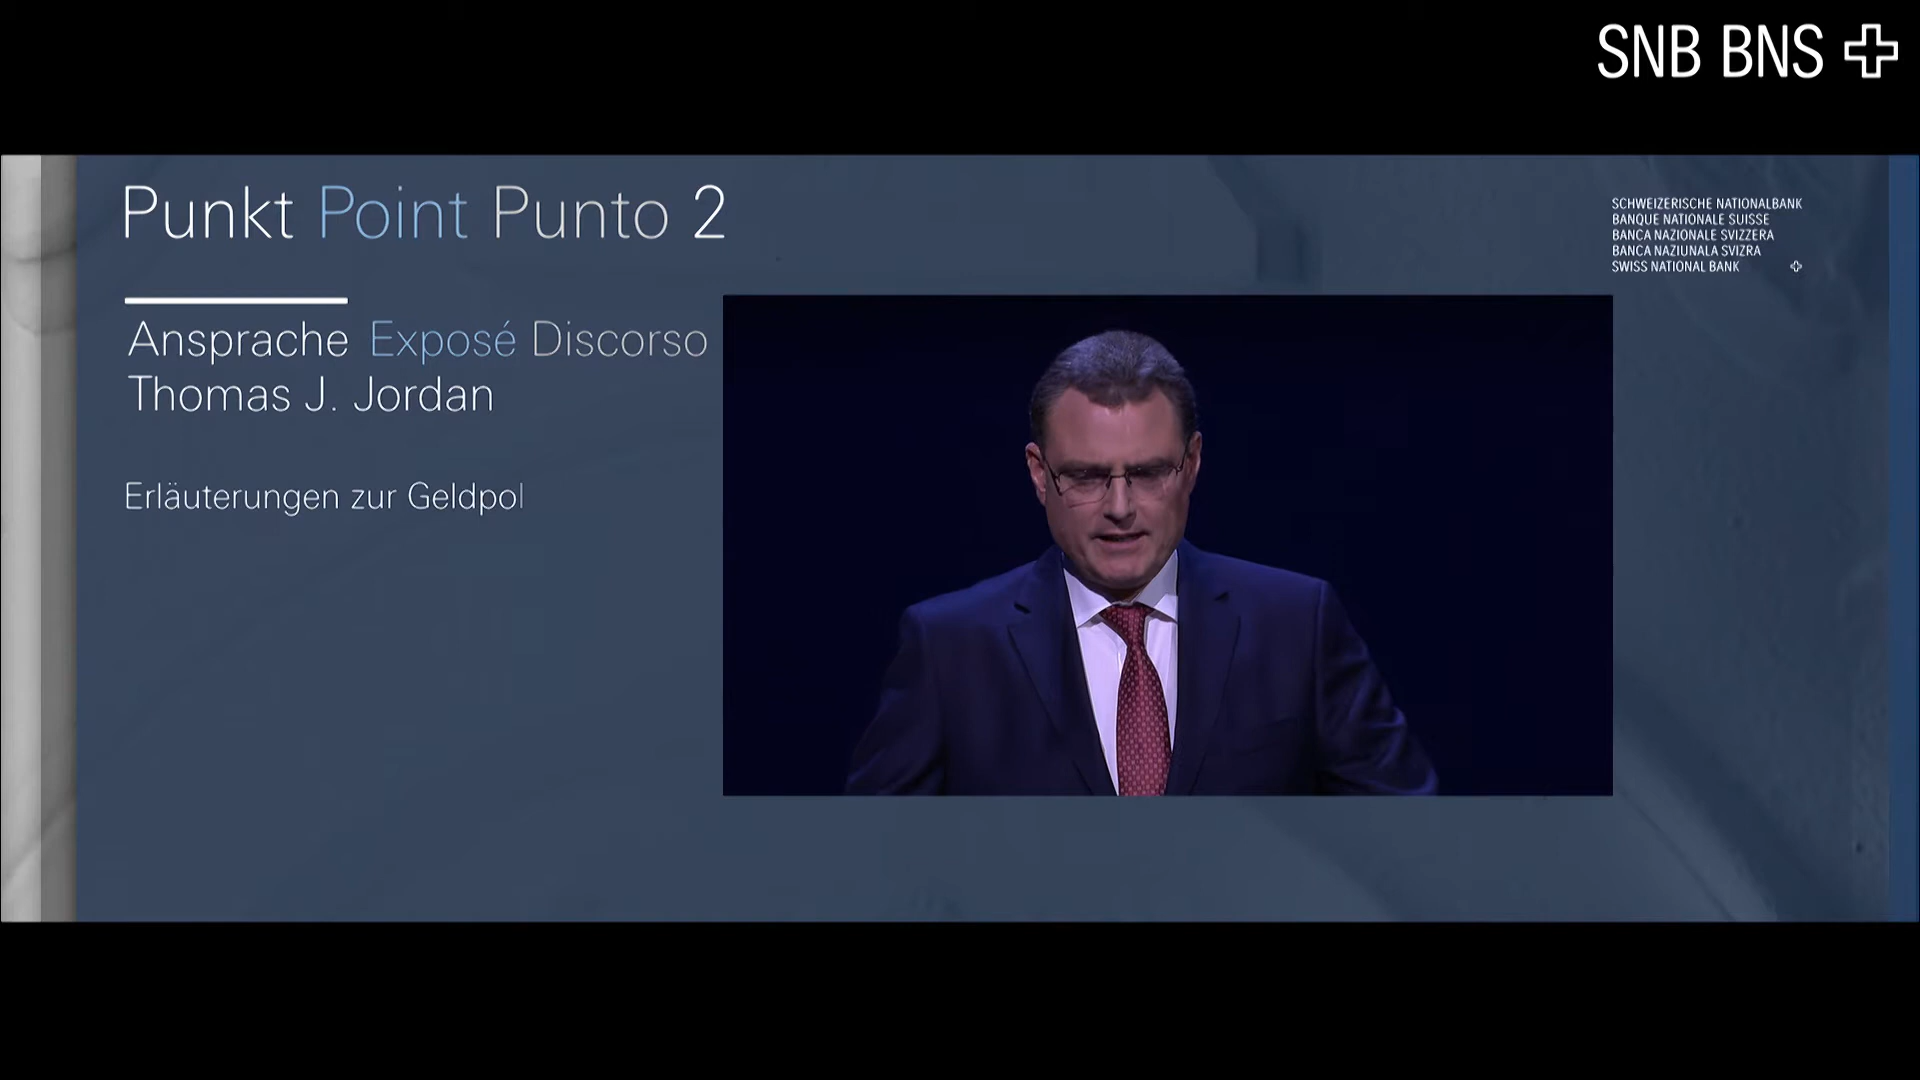 SNB BNS
Punkt Point Punto 2
SCHWEIZERISCHE NATIONALBANK
BANQUE NATIONALE SUISSE
BANCA NAZIONALE SVIZZERA
BANCA NAZIUNALA SVIZRA
SWISS NATIONAL BANK
Ansprache Exposé Discorso
Thomas J. Jordan
Erläuterungen zur Geldpol